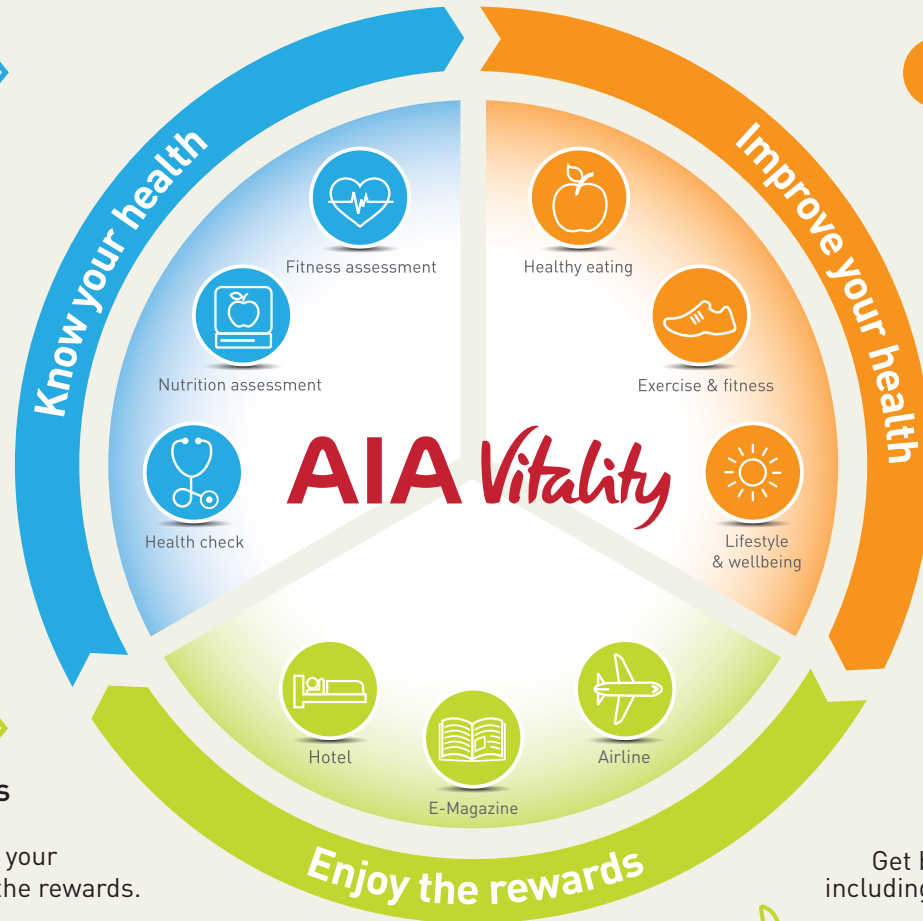 Know your health
Improve your health
Fitness assessment
Healthy eating
Nutrition assessment
Exercise & fitness
AIA Vitality
Health check
Lifestyle
& wellbeing
Hotel
E-Magazine
Airline
Enjoy the rewards
your
the rewards.
Get
including